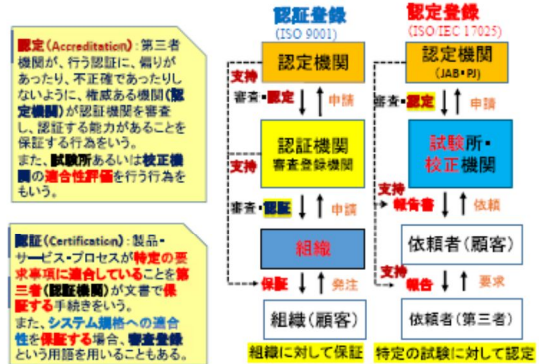 認定(Accreditation):第三者
機関が、行う認証に、偏りが
あったり、不正確であったりし
ないように、権威ある機関(認
定機関)が認証機関を審査
し、認証する能力があることを
保証する行為をいう。
また、試験所あるいは校正機
関の適合性評価を行う行為を
もいう。
認証(Certification):製品・
サービス・プロセスが特定の要
求事項に適合していることを第
三者(認証機関)が文書で保
証する手続きをいう。
また、システム規格への適合
性を保証する場合、審査登録
という用語を用いることもある。
認証登録
(ISO 9001)
認定機関
支持
審査・認定
申請
認証機関
審査登録機関
支持
審査・認証
申請
組織
保証
発注
組織(顧客)
組織に対して保証
認定登録
(ISO/IEC 17025)
認定機関
(JAB・PJ)
審査・認定
申請
試験所・
校正機関
支持
報告書
依頼
依頼者(顧客)
支持
報告
要求
依頼者(第三者)
特定の試験に対して認定